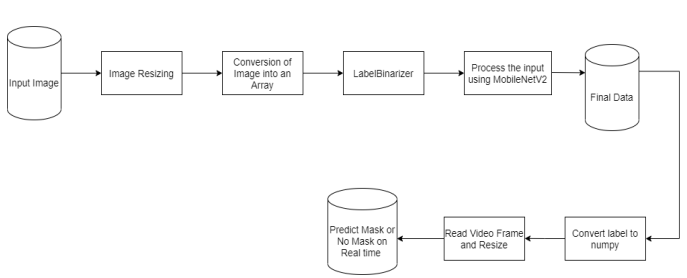 Input Image
Image Resizing
Conversion of
Image into an
Array
LabelBinarizer
Process the input
using MobileNetV2
Final Data
Convert label to
numpy
Read Video Frame
and Resize
Predict Mask or
No Mask on
Real time